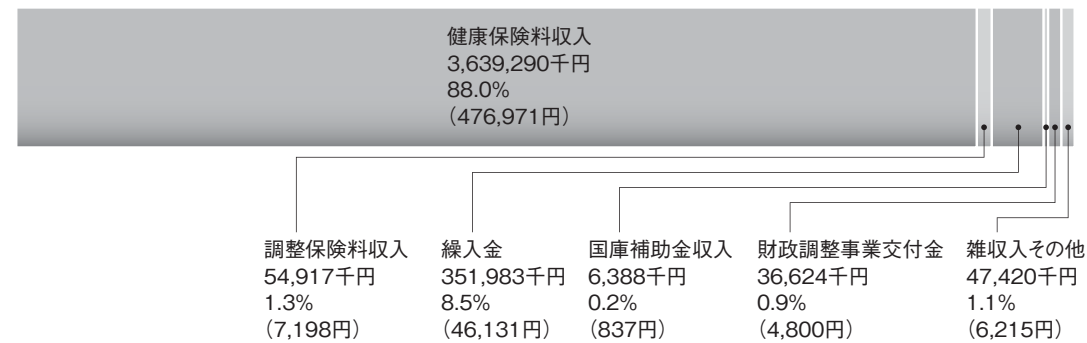 健康保険料収入
3,639,290千円
88.0%
（476,971円）
調整保険料収入
54,917千円
1.3%
（7,198円）
繰入金
351,983千円
8.5%
（46,131円）
国庫補助金収入
6,388千円
0.2%
（837円）
財政調整事業交付金
36,624千円
0.9%
（4,800円）
雑収入その他
47,420千円
1.1%
（6,215円）